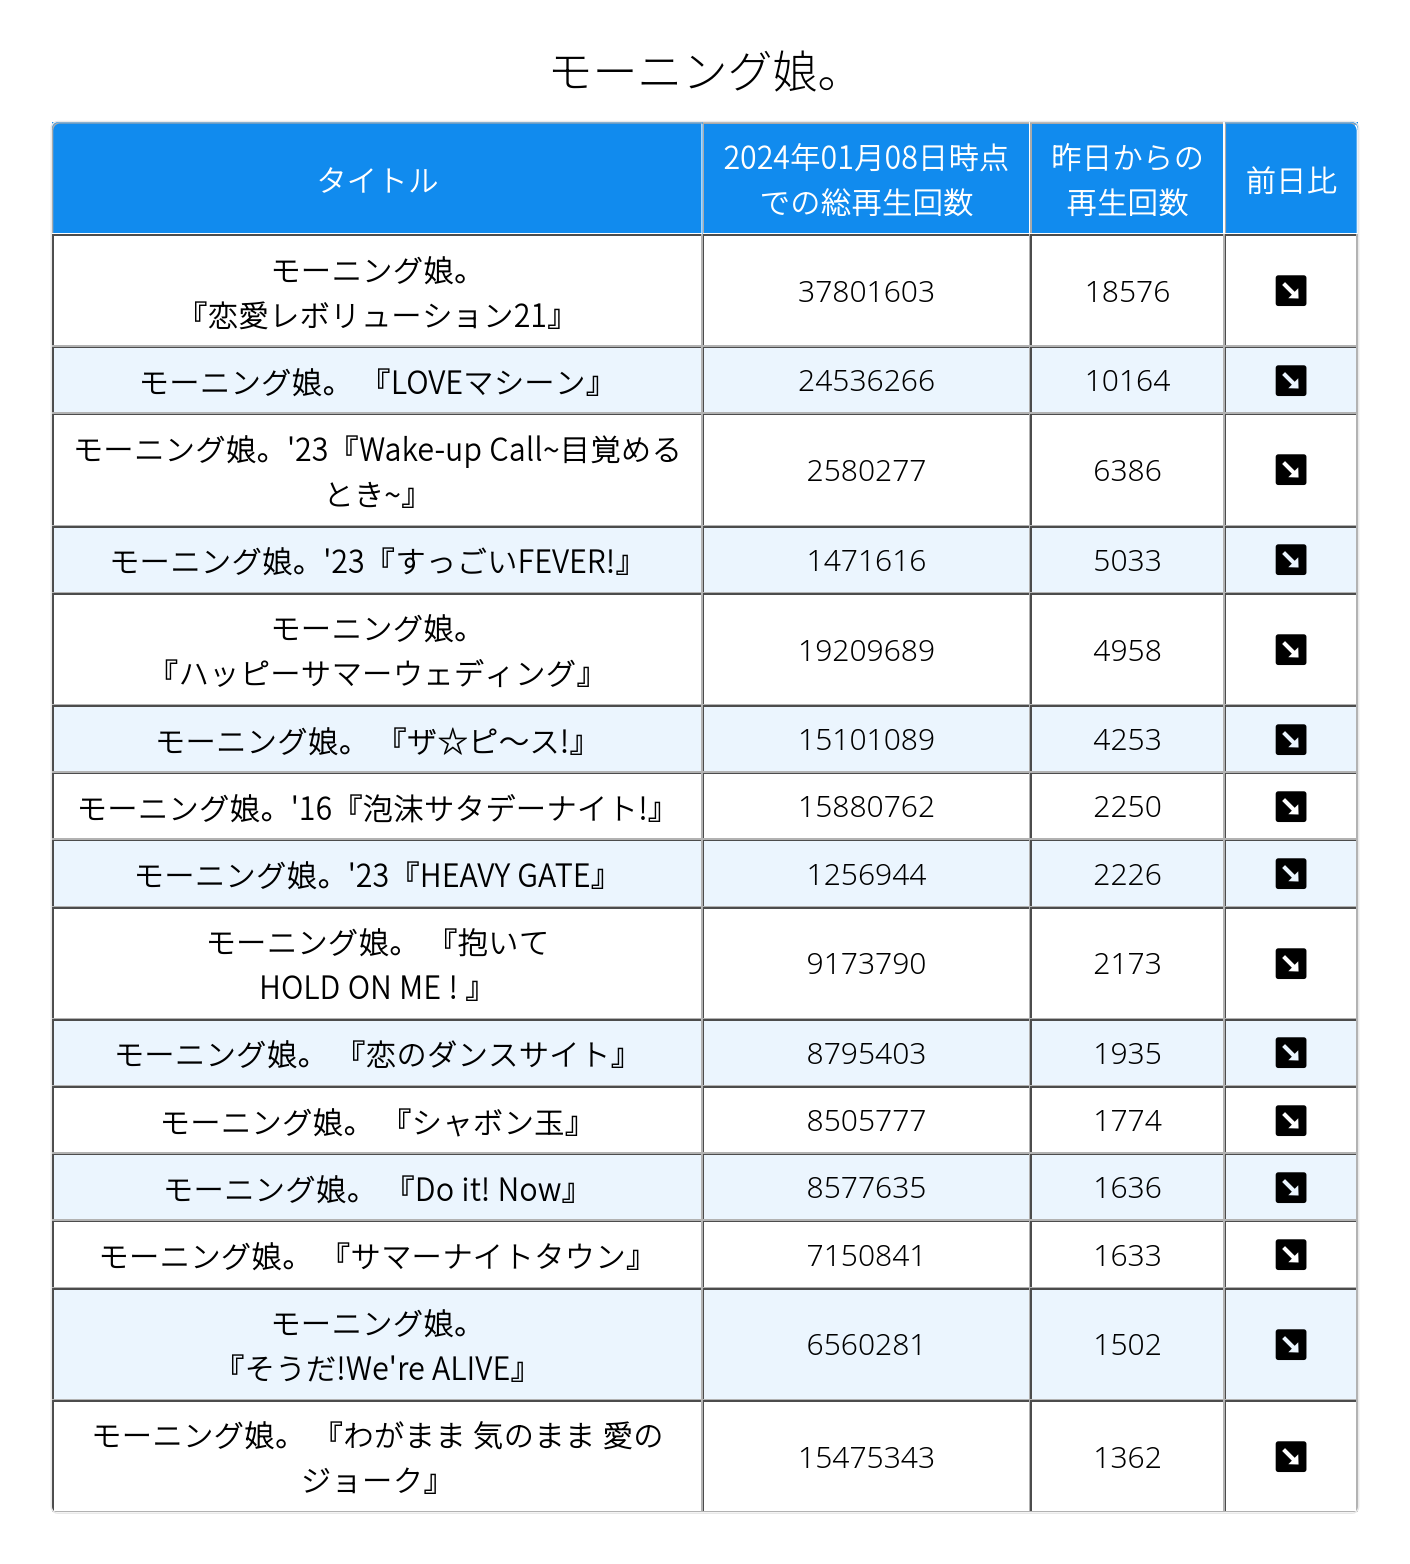 モーニング娘。
タイトル
2024年01月08日時点
での総再生回数
昨日からの
再生回数
前日比
モーニング娘。
『恋愛レボリューション21』
37801603
18576
モーニング娘。 『LOVEマシーン』
24536266
10164
モーニング娘。'23『Wake-up Call~目覚める
とき~』
2580277
6386
モーニング娘。'23『すっごいFEVER!』
1471616
5033
モーニング娘。
『ハッピーサマーウェディング』
19209689
4958
モーニング娘。 『ザ☆ピ〜ス!』
15101089
4253
モーニング娘。'16『泡沫サタデーナイト!』
15880762
2250
モーニング娘。'23『HEAVY GATE』
1256944
2226
モーニング娘。 『抱いて
HOLD ON ME ! 』
9173790
2173
モーニング娘。 『恋のダンスサイト』
8795403
1935
モーニング娘。 『シャボン玉』
8505777
1774
モーニング娘。 『Do it! Now』
8577635
1636
モーニング娘。 『サマーナイトタウン』
7150841
1633
モーニング娘。
『そうだ!We're ALIVE』
6560281
1502
モーニング娘。 『わがまま 気のまま 愛の
ジョーク』
15475343
1362